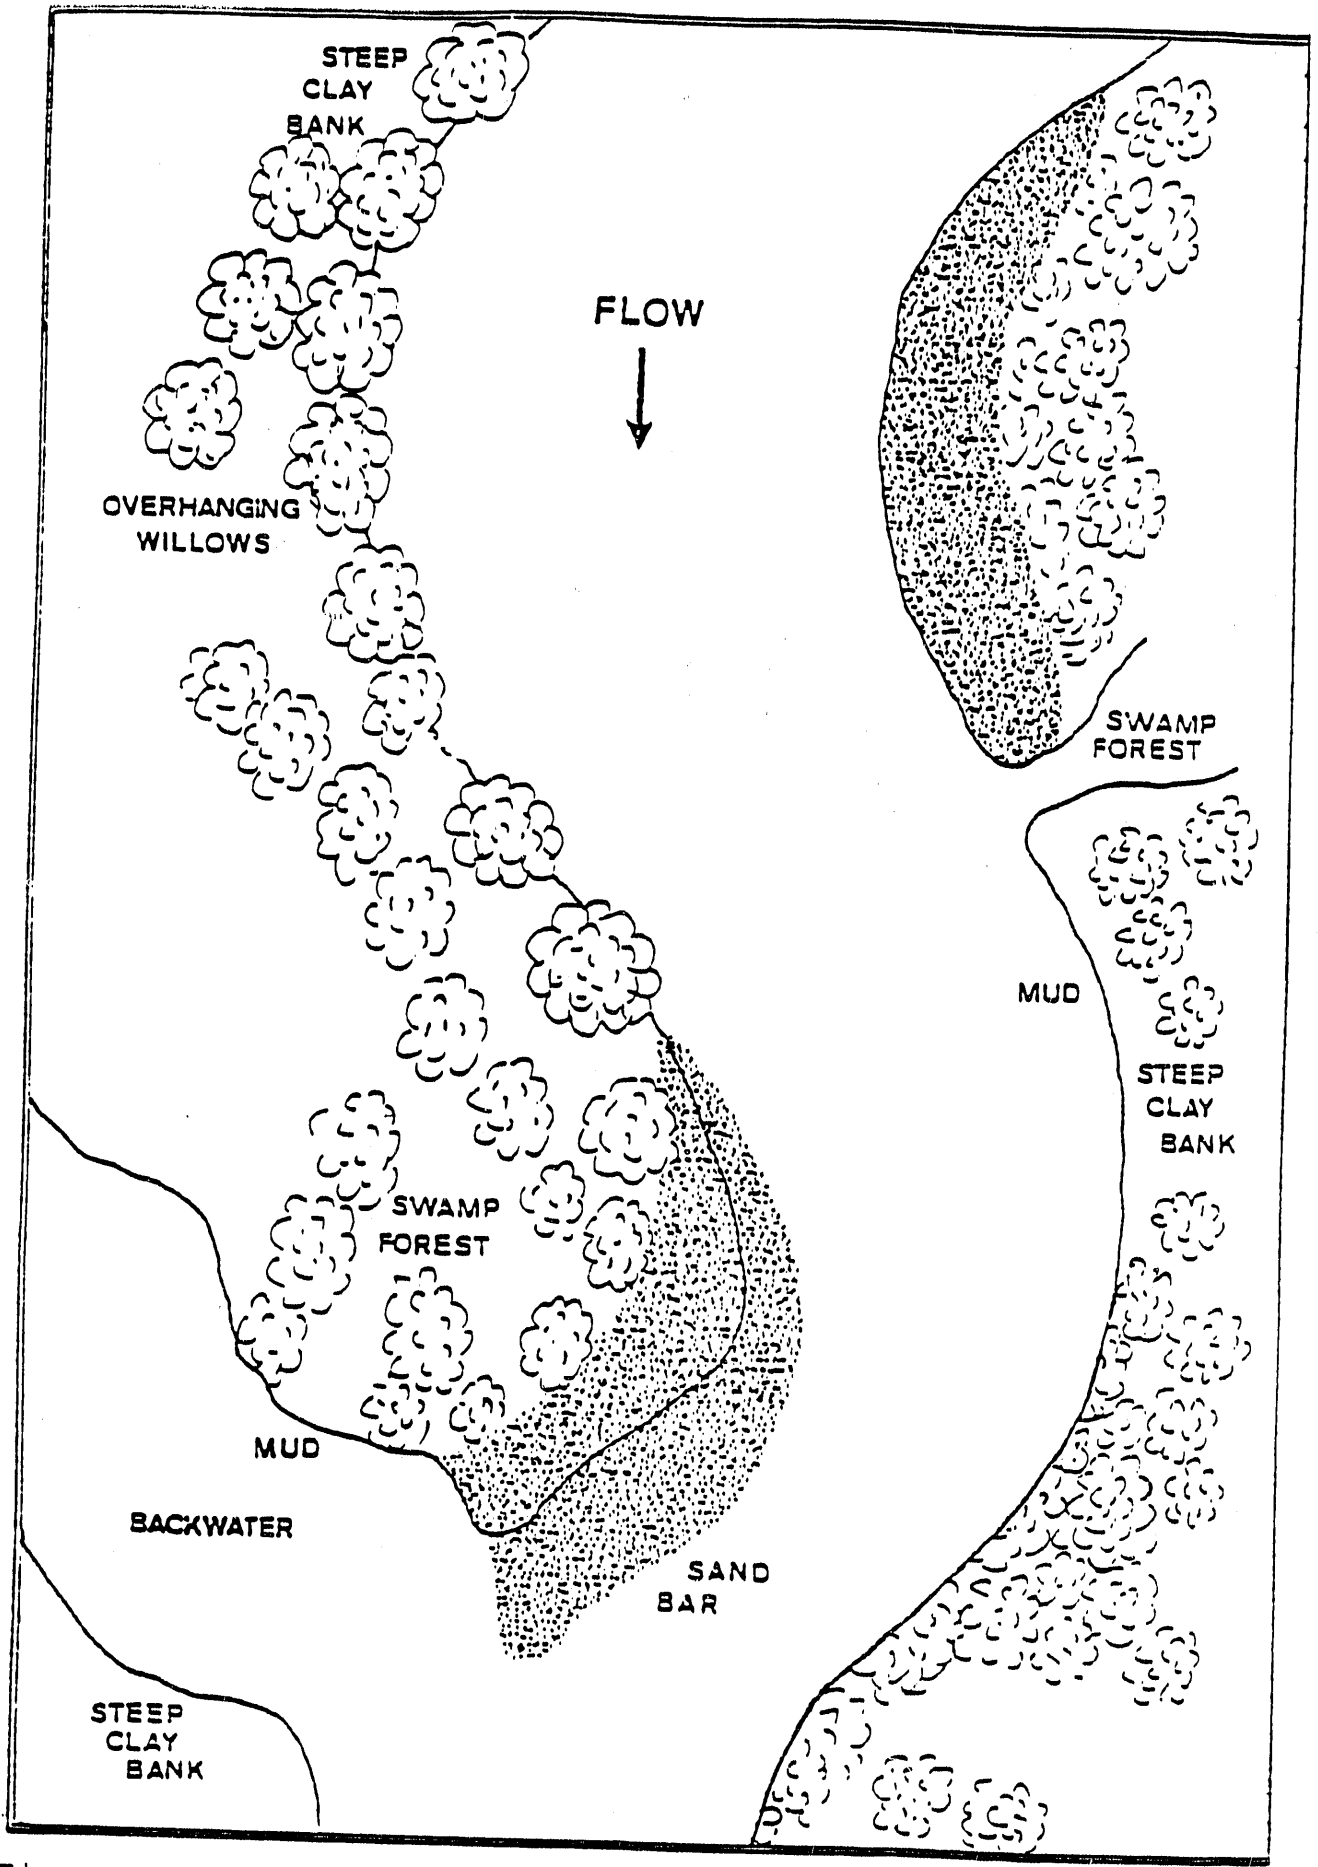 STEEP
CLAY
BANK
FLOW
OVERHANGING
WILLOWS
SWAMP
FOREST
MUD
STEEP
CLAY
BANK
SWAMP
FOREST
MUD
BACKWATER
SAND
BAR
STEEP
CLAY
BANK